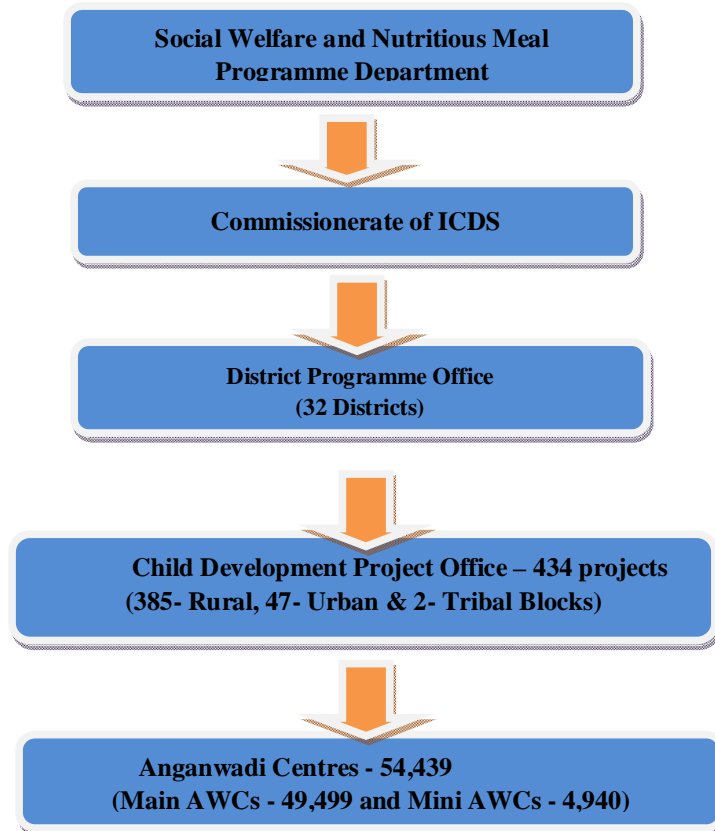 Social Welfare and Nutritious Meal
Programme Department
Commissionerate of ICDS
District Programme Office
(32 Districts)
Child Development Project Office – 434 projects
(385- Rural, 47- Urban & 2- Tribal Blocks)
Anganwadi Centres - 54,439
(Main AWCs - 49,499 and Mini AWCs - 4,940)